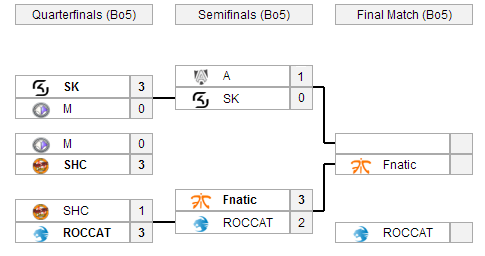 Quarterfinals (Bo5) Semifinals (Bo5) Final Match (Bo5)
A 1
SK 3
SK 0
M 0
M 0
SHC 3
Fnatic
Fnatic 3
SHC 1
ROCCAT 2
ROCCAT 3
ROCCAT